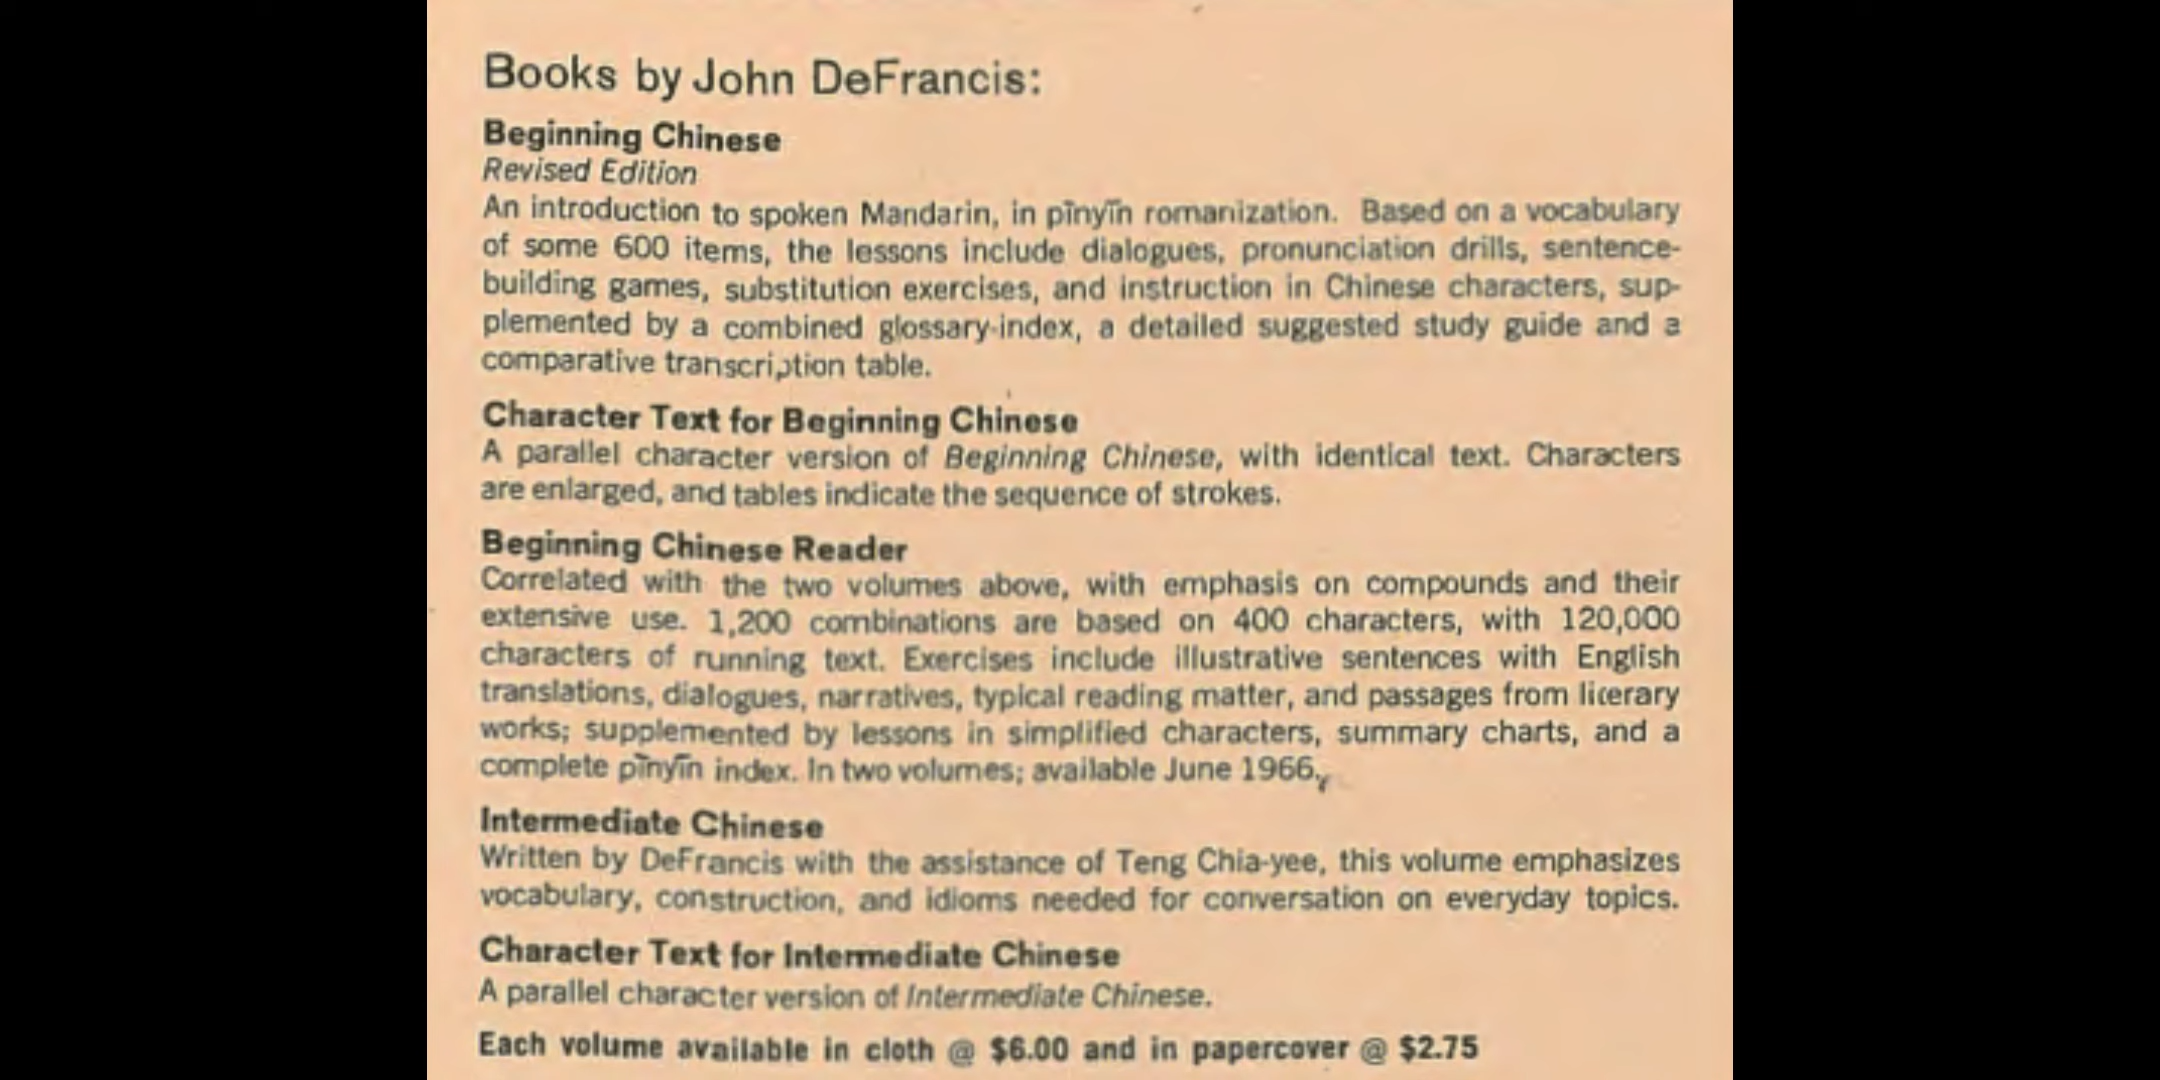 Books by John DeFrancis:
Beginning Chinese
Revised Edition
An introduction to spoken Mandarin, in pīnyīn romanization. Based on a vocabulary
of some 600 items, the lessons include dialogues, pronunciation drills, sentence-
building games, substitution exercises, and instruction in Chinese characters, sup-
plemented by a combined glossary-index, a detailed suggested study guide and a
comparative transcription table.
Character Text for Beginning Chinese
A parallel character version of Beginning Chinese, with identical text. Characters
are enlarged, and tables indicate the sequence of strokes.
Beginning Chinese Reader
Correlated with the two volumes above, with emphasis on compounds and their
extensive use. 1,200 combinations are based on 400 characters, with 120,000
characters of running text. Exercises include illustrative sentences with English
translations, dialogues, narratives, typical reading matter, and passages from literary
works; supplemented by lessons in simplified characters, summary charts, and a
complete pīnyīn index. In two volumes; available June 1966.
Intermediate Chinese
Written by DeFrancis with the assistance of Teng Chia-yee, this volume emphasizes
vocabulary, construction, and idioms needed for conversation on everyday topics.
Character Text for Intermediate Chinese
A parallel character version of Intermediate Chinese.
Each volume available in cloth @ $6.00 and in papercover @ $2.75